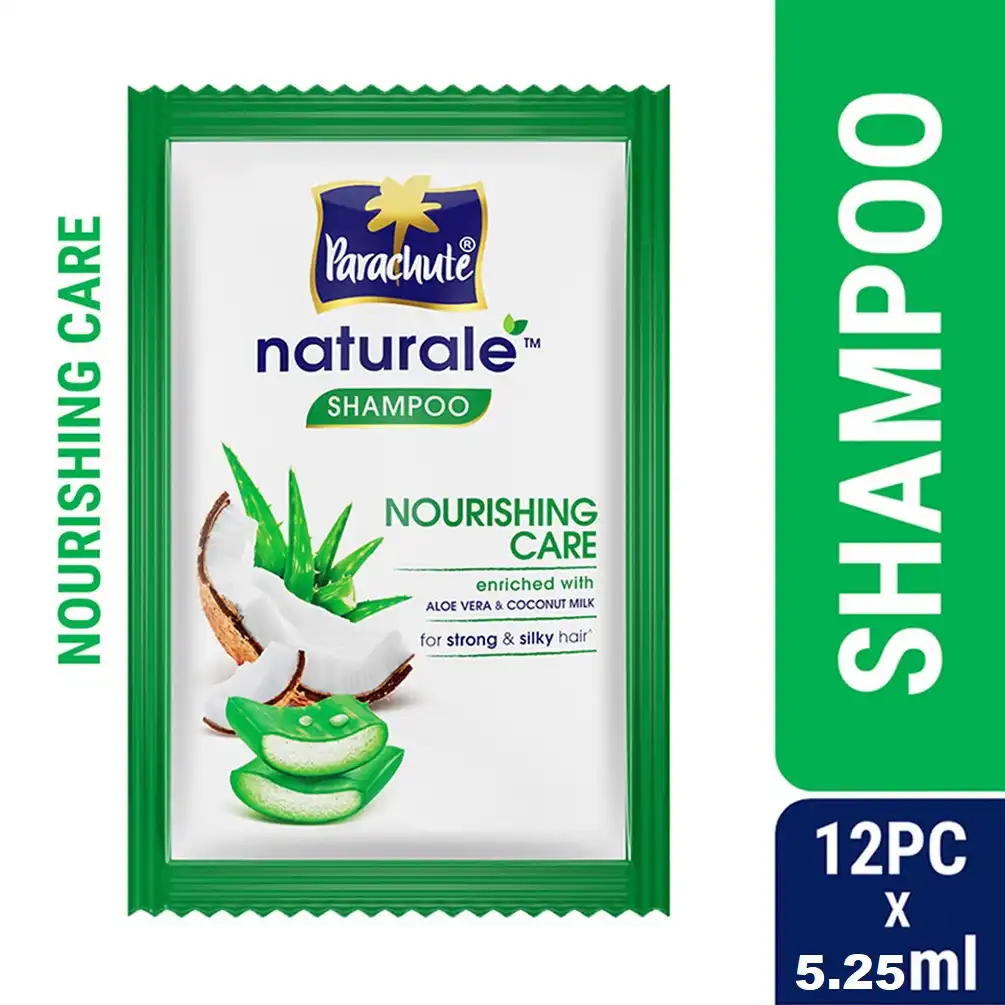 NOURISHING CARE
Parachute®
naturale™
SHAMPOO
NOURISHING
CARE
enriched with
ALOE VERA & COCONUT MILK
for strong & silky hair^
SHAMPOO
12PC
x
5.25ml